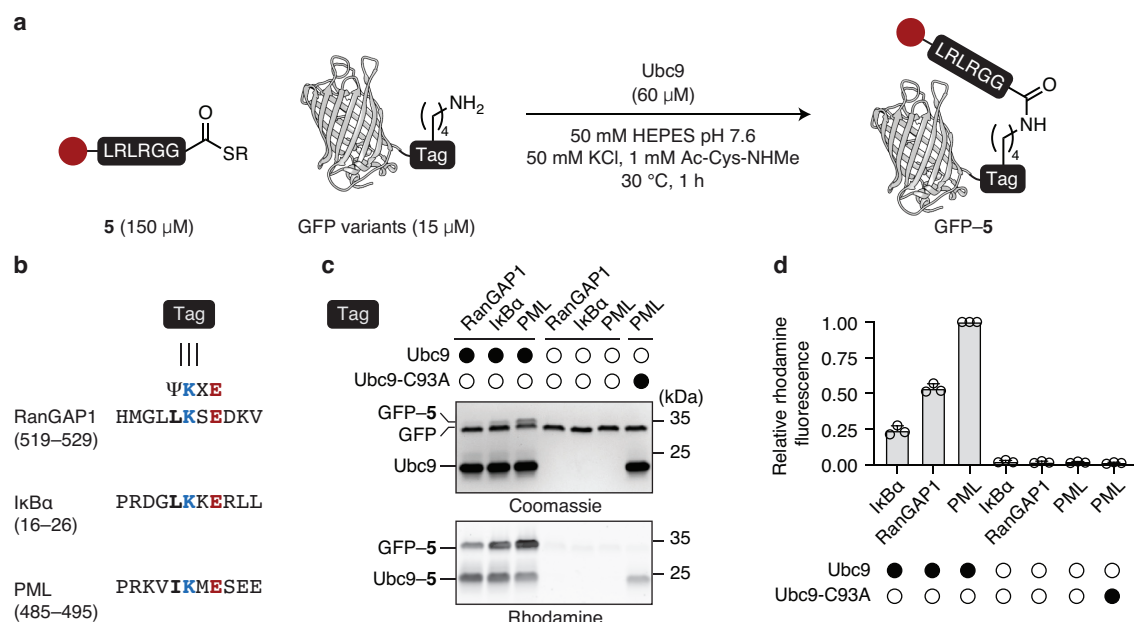 a
LRLRGG
O
SR
5 (150 µM)
NH2
4
Tag
GFP variants (15 µM)
Ubc9
(60 µM)
50 mM HEPES pH 7.6
50 mM KCl, 1 mM Ac-Cys-NHMe
30 °C, 1 h
LRLRGG
O
NH
4
Tag
GFP–5
b
Tag
ΨKXE
RanGAP1
HMGLLKSEDKV
(519–529)
IκBα
PRDGLKKERLL
(16–26)
PML
PRKVIKMESEE
(485–495)
c
Tag
RanGAP1
IκBα
PML
RanGAP1
IκBα
PML
PML
Ubc9
Ubc9-C93A
(kDa)
GFP–5
35
GFP
25
Ubc9
Coomassie
GFP–5
35
Ubc9–5
25
Rhodamine
d
Relative rhodamine
fluorescence
1.00
0.75
0.50
0.25
0.00
IκBα
RanGAP1
PML
IκBα
RanGAP1
PML
PML
Ubc9
Ubc9-C93A